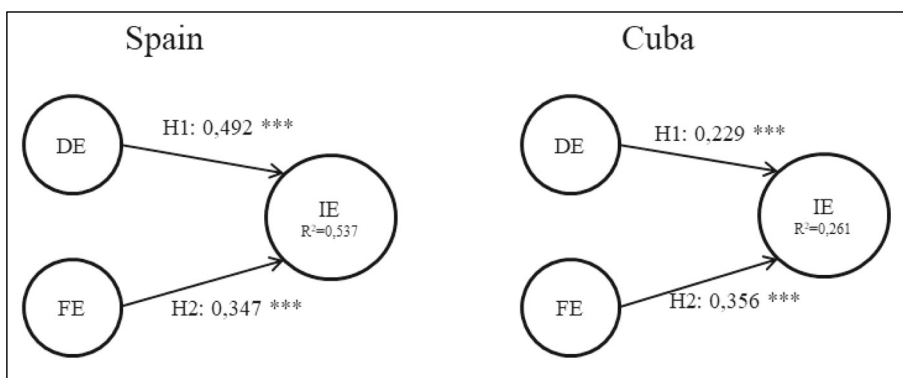 Spain
DE
H1: 0,492 ***
IE
R²=0,537
FE
H2: 0,347 ***
Cuba
DE
H1: 0,229 ***
IE
R²=0,261
FE
H2: 0,356 ***